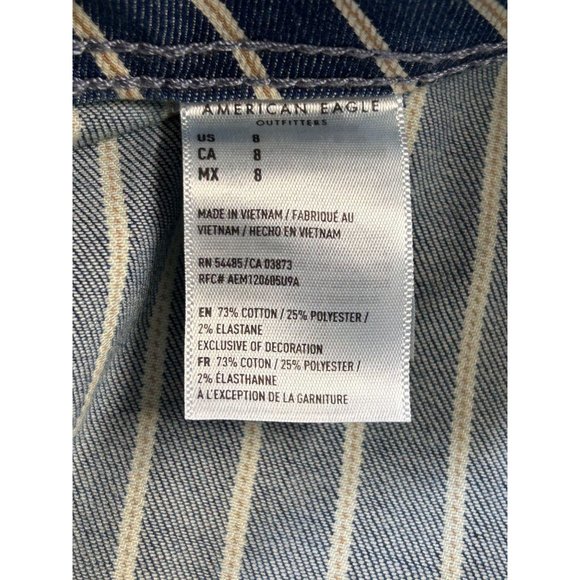 AMERICAN EAGLE
OUTFITTERS
US 8
CA 8
MX 8
MADE IN VIETNAM / FABRIQUÉ AU
VIETNAM / HECHO EN VIETNAM
RN 54485/CA 03873
RFC# AEM120605U9A
EN 73% COTTON / 25% POLYESTER /
2% ELASTANE
EXCLUSIVE OF DECORATION
FR 73% COTON / 25% POLYESTER /
2% ÉLASTHANNE
À L'EXCEPTION DE LA GARNITURE